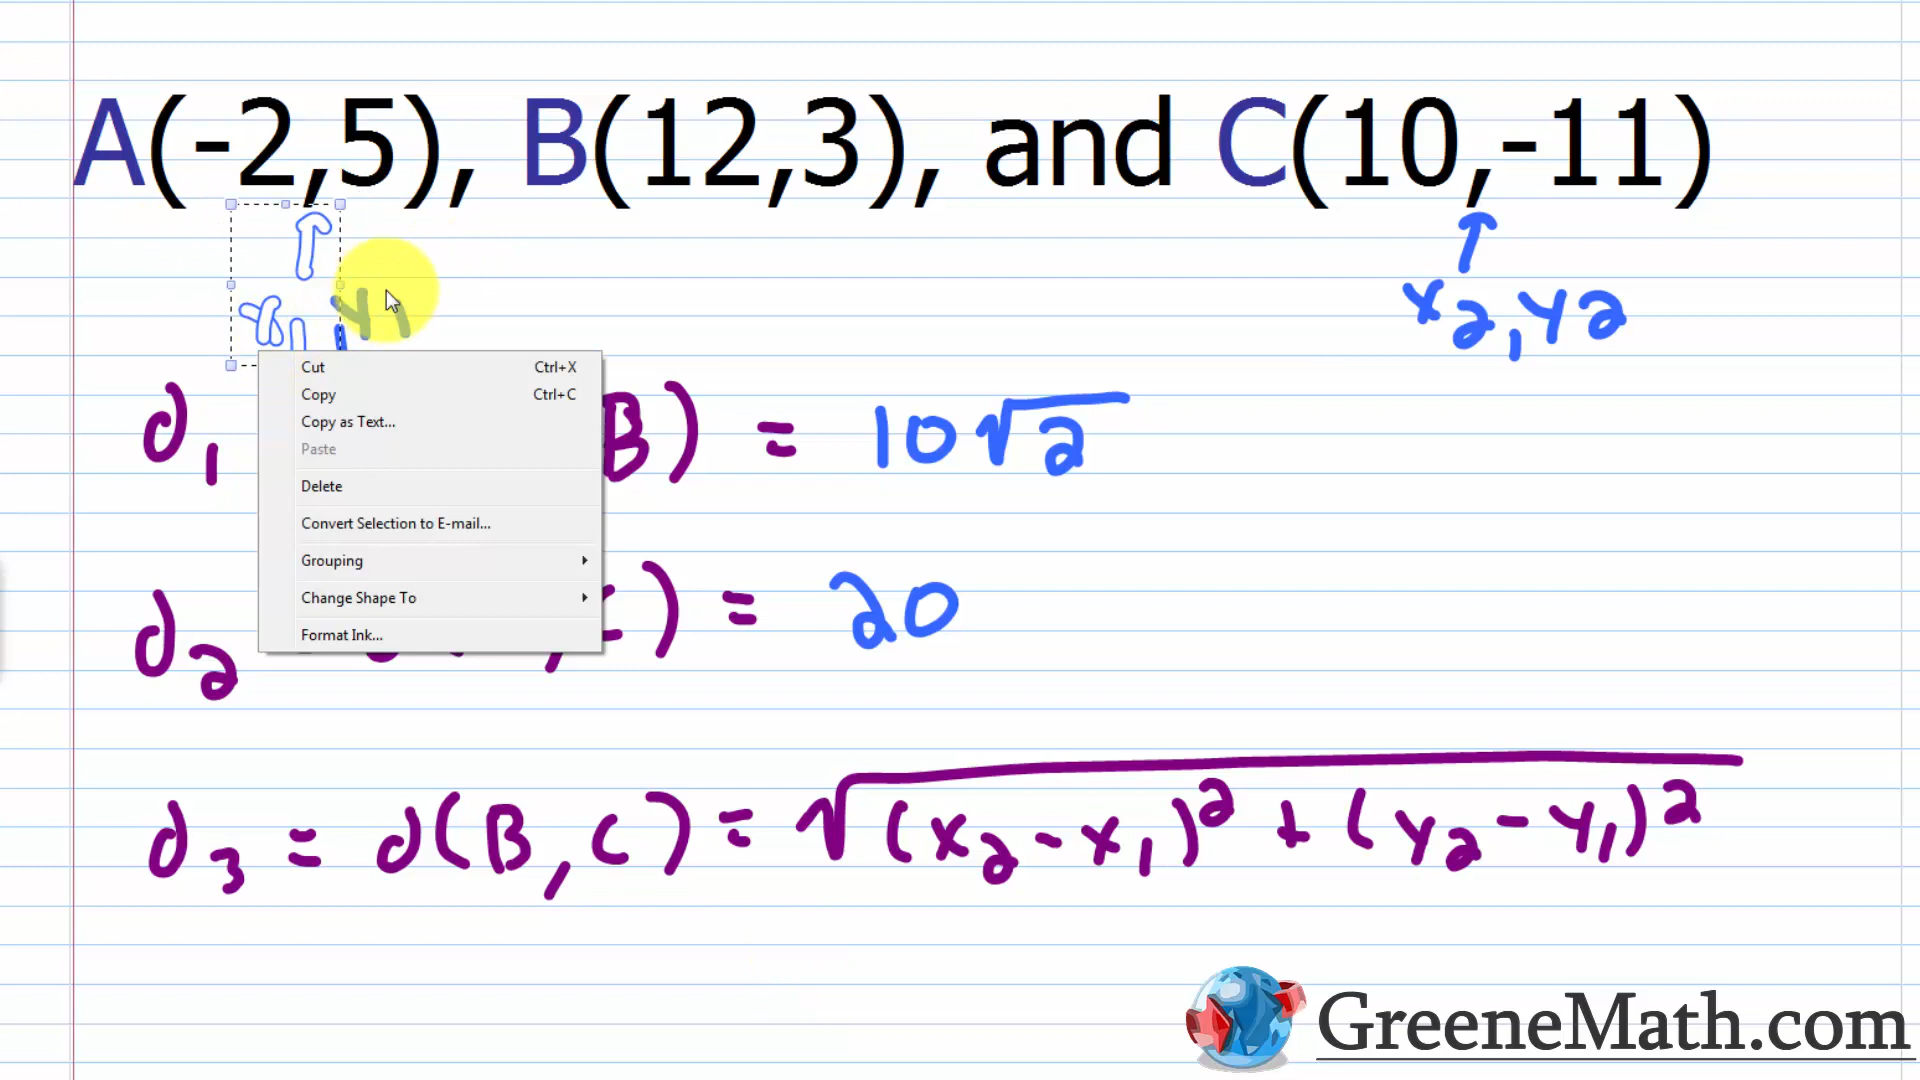 A(-2,5), B(12,3), and C(10,-11)
x₁ y₁
x₂, y₂
Cut Ctrl+X
Copy Ctrl+C
Copy as Text...
Paste
Delete
Convert Selection to E-mail...
Grouping
Change Shape To
Format Ink...
d₁ B) = 10√2
d₂ ) = 20
d₃ = d(B, C) = √(x₂ - x₁)² + (y₂ - y₁)²
GreeneMath.com